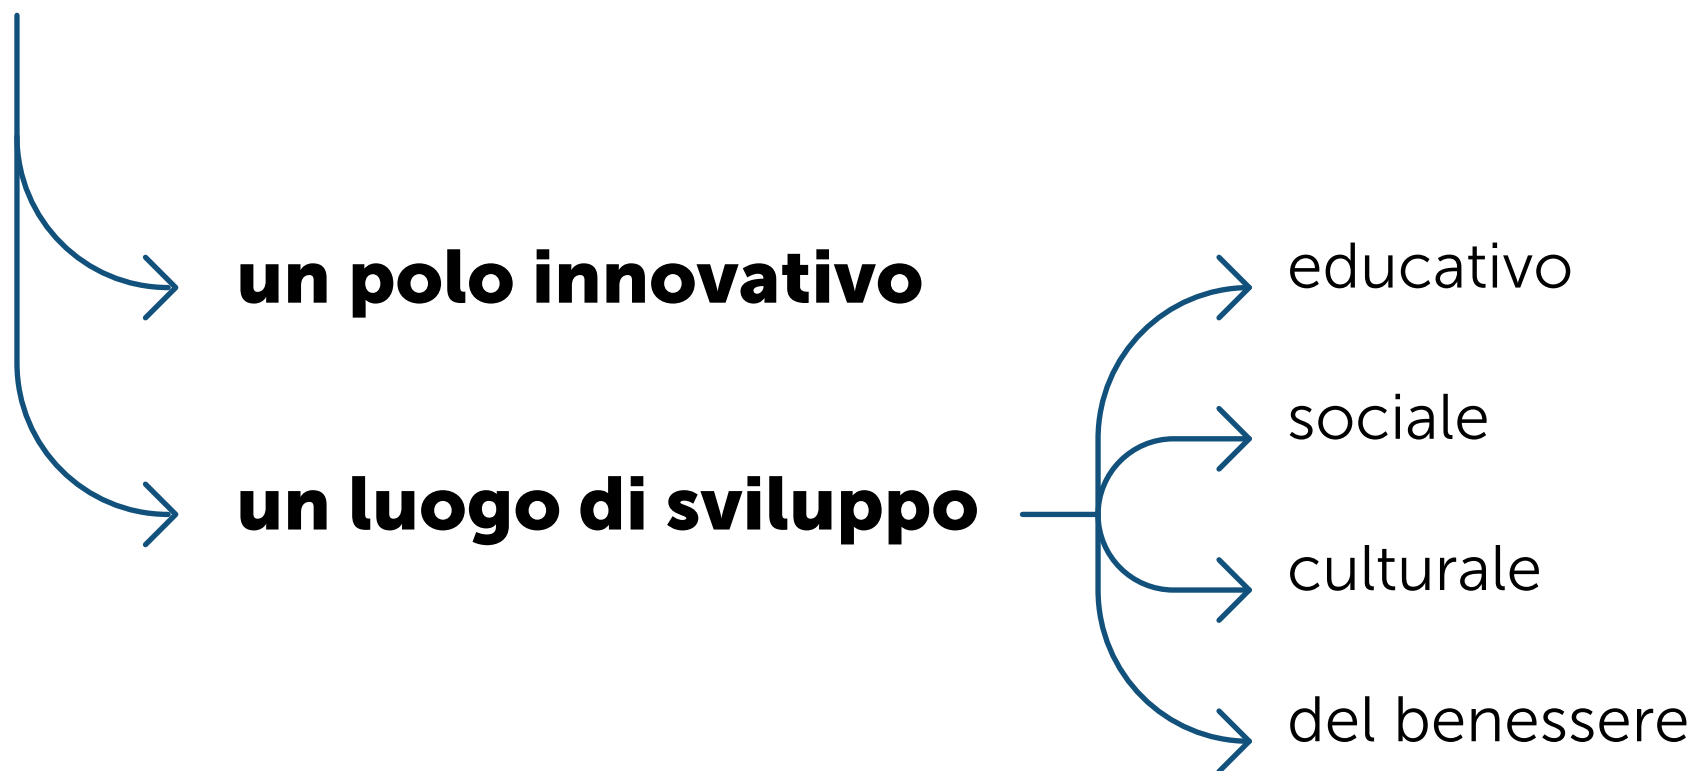 un polo innovativo
un luogo di sviluppo
educativo
sociale
culturale
del benessere